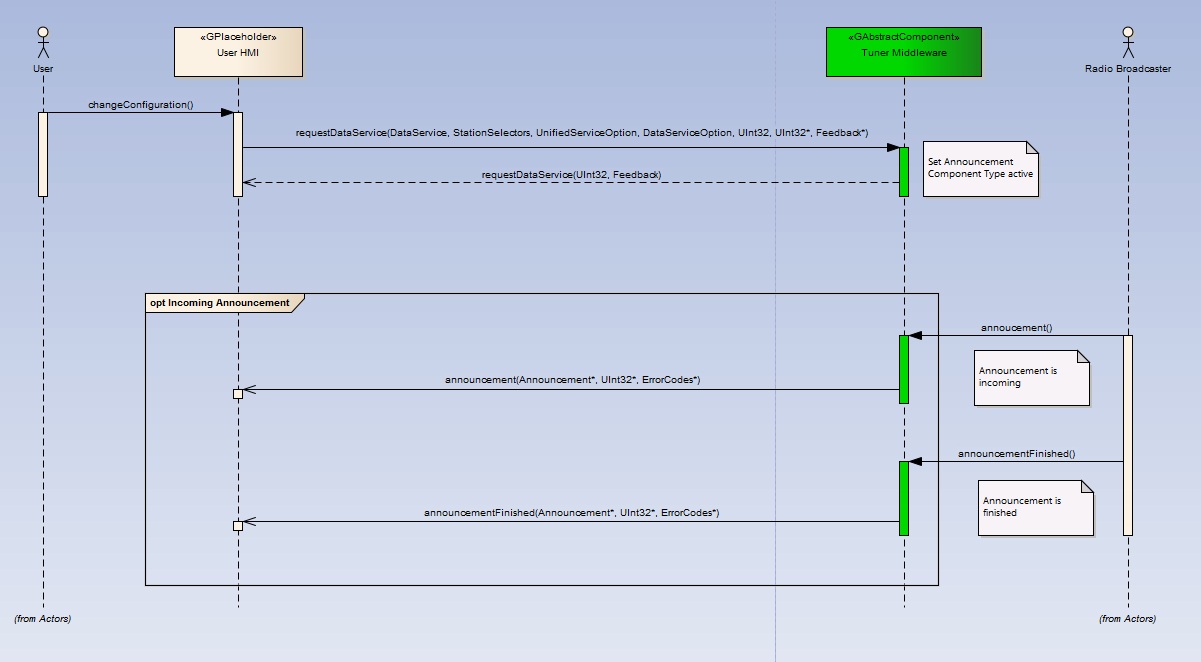 «GPlaceholder»
User HMI
«GAbstractComponent»
Tuner Middleware
User
Radio Broadcaster
changeConfiguration()
requestDataService(DataService, StationSelectors, UnifiedServiceOption, DataServiceOption, UInt32, UInt32*, Feedback*)
Set Announcement
Component Type active
requestDataService(UInt32, Feedback)
opt Incoming Announcement
annoucement()
Announcement is
incoming
announcement(Announcement*, UInt32*, ErrorCodes*)
announcementFinished()
Announcement is
finished
announcementFinished(Announcement*, UInt32*, ErrorCodes*)
(from Actors)
(from Actors)